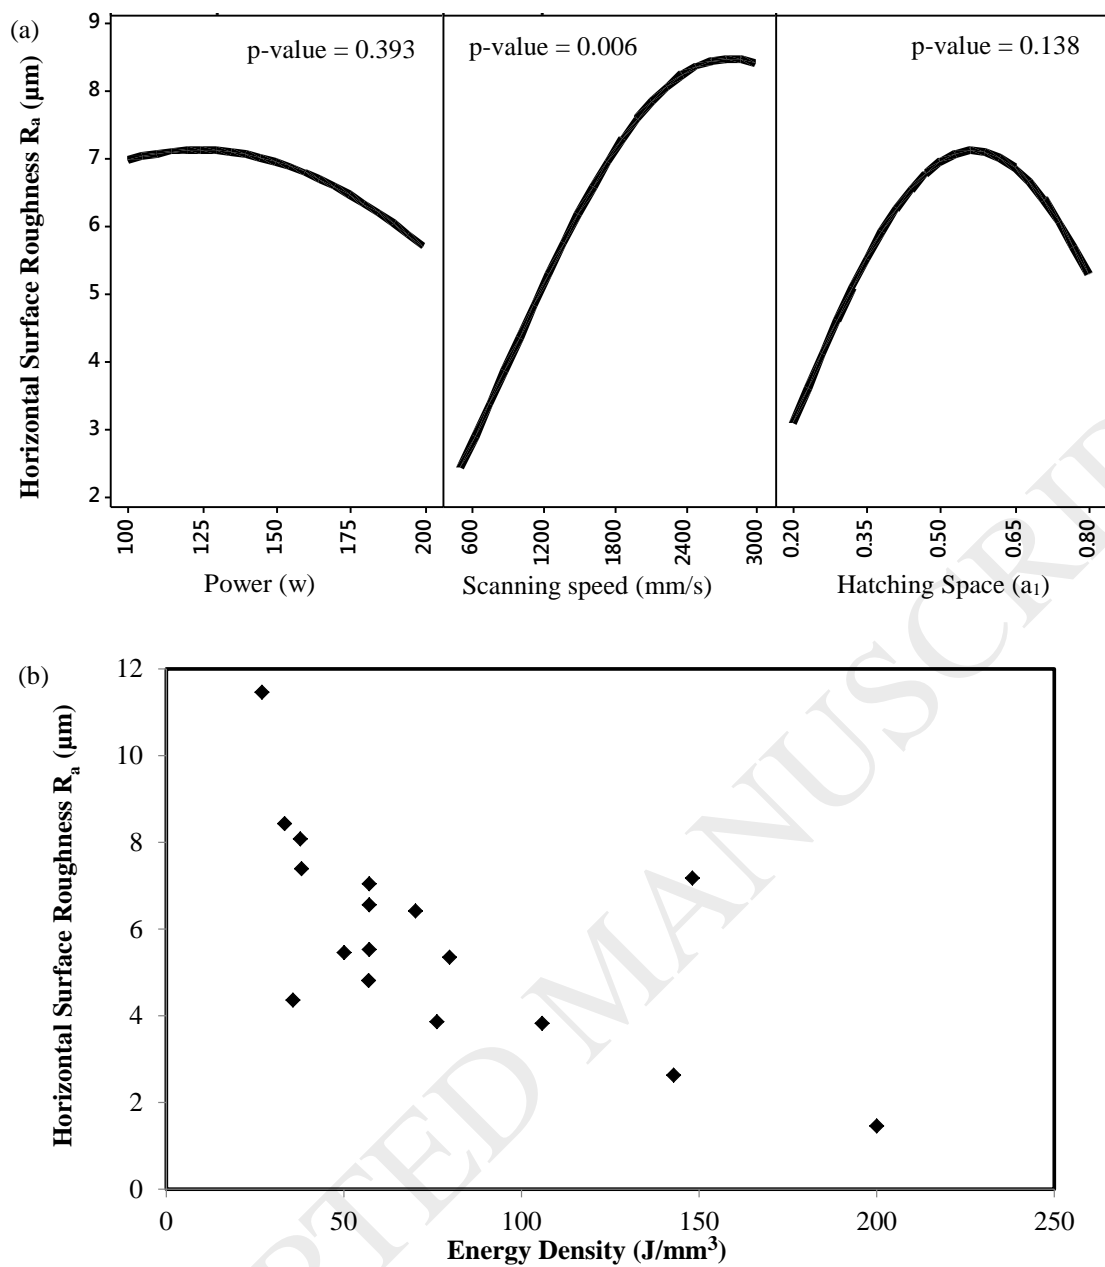 (a)
Horizontal Surface Roughness Ra (µm)
9
8
7
6
5
4
3
2
p-value = 0.393
p-value = 0.006
p-value = 0.138
100 125 150 175 200
600 1200 1800 2400 3000
0.20 0.35 0.50 0.65 0.80
Power (w)
Scanning speed (mm/s)
Hatching Space (a1)
(b)
Horizontal Surface Roughness Ra (µm)
12
10
8
6
4
2
0
0 50 100 150 200 250
Energy Density (J/mm³)